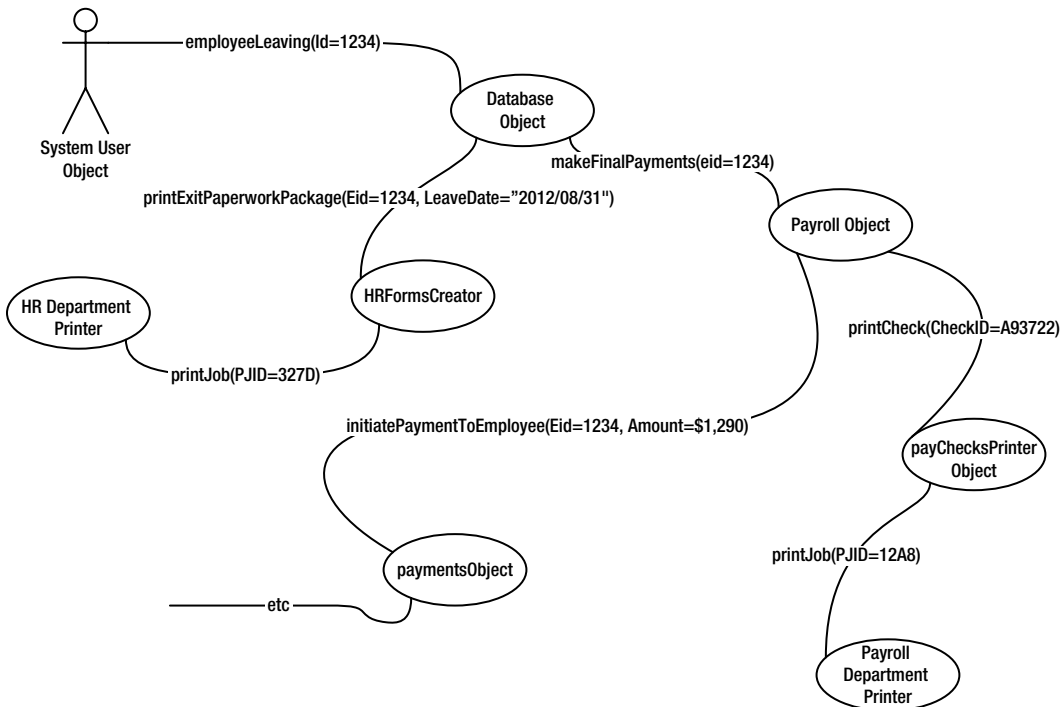 employeeLeaving(Id=1234)
System User
Object
Database
Object
makeFinalPayments(eid=1234)
printExitPaperworkPackage(Eid=1234, LeaveDate=”2012/08/31")
Payroll Object
HR Department
Printer
HRFormsCreator
printCheck(CheckID=A93722)
printJob(PJID=327D)
initiatePaymentToEmployee(Eid=1234, Amount=$1,290)
payChecksPrinter
Object
printJob(PJID=12A8)
paymentsObject
etc
Payroll
Department
Printer